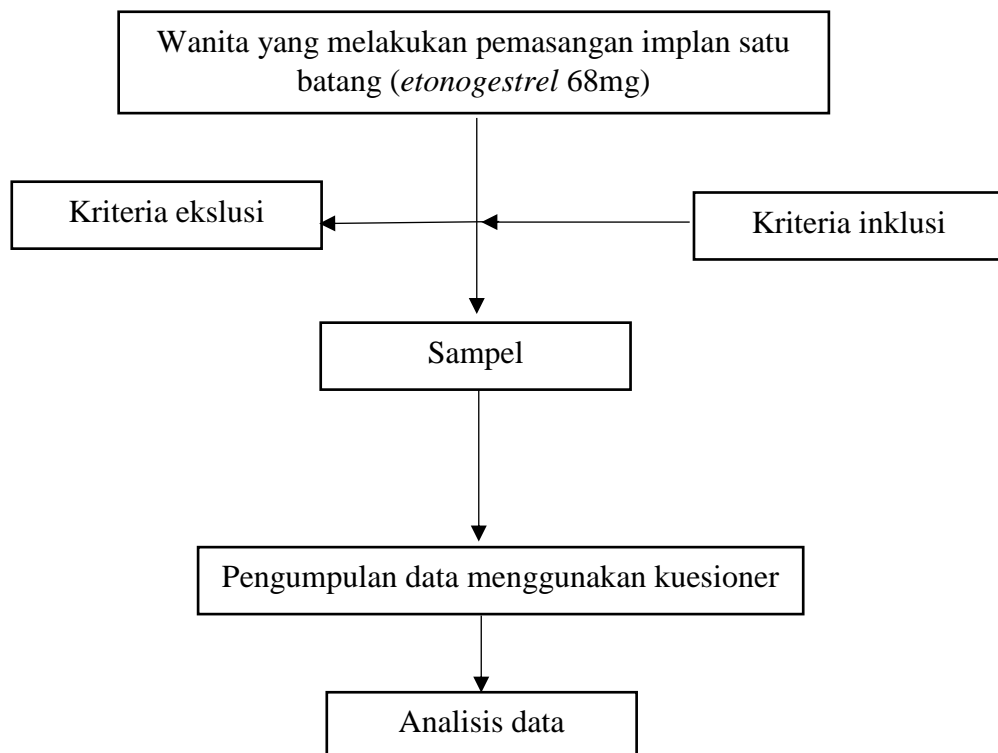 Wanita yang melakukan pemasangan implan satu
batang (etonogestrel 68mg)
Kriteria ekslusi
Kriteria inklusi
Sampel
Pengumpulan data menggunakan kuesioner
Analisis data